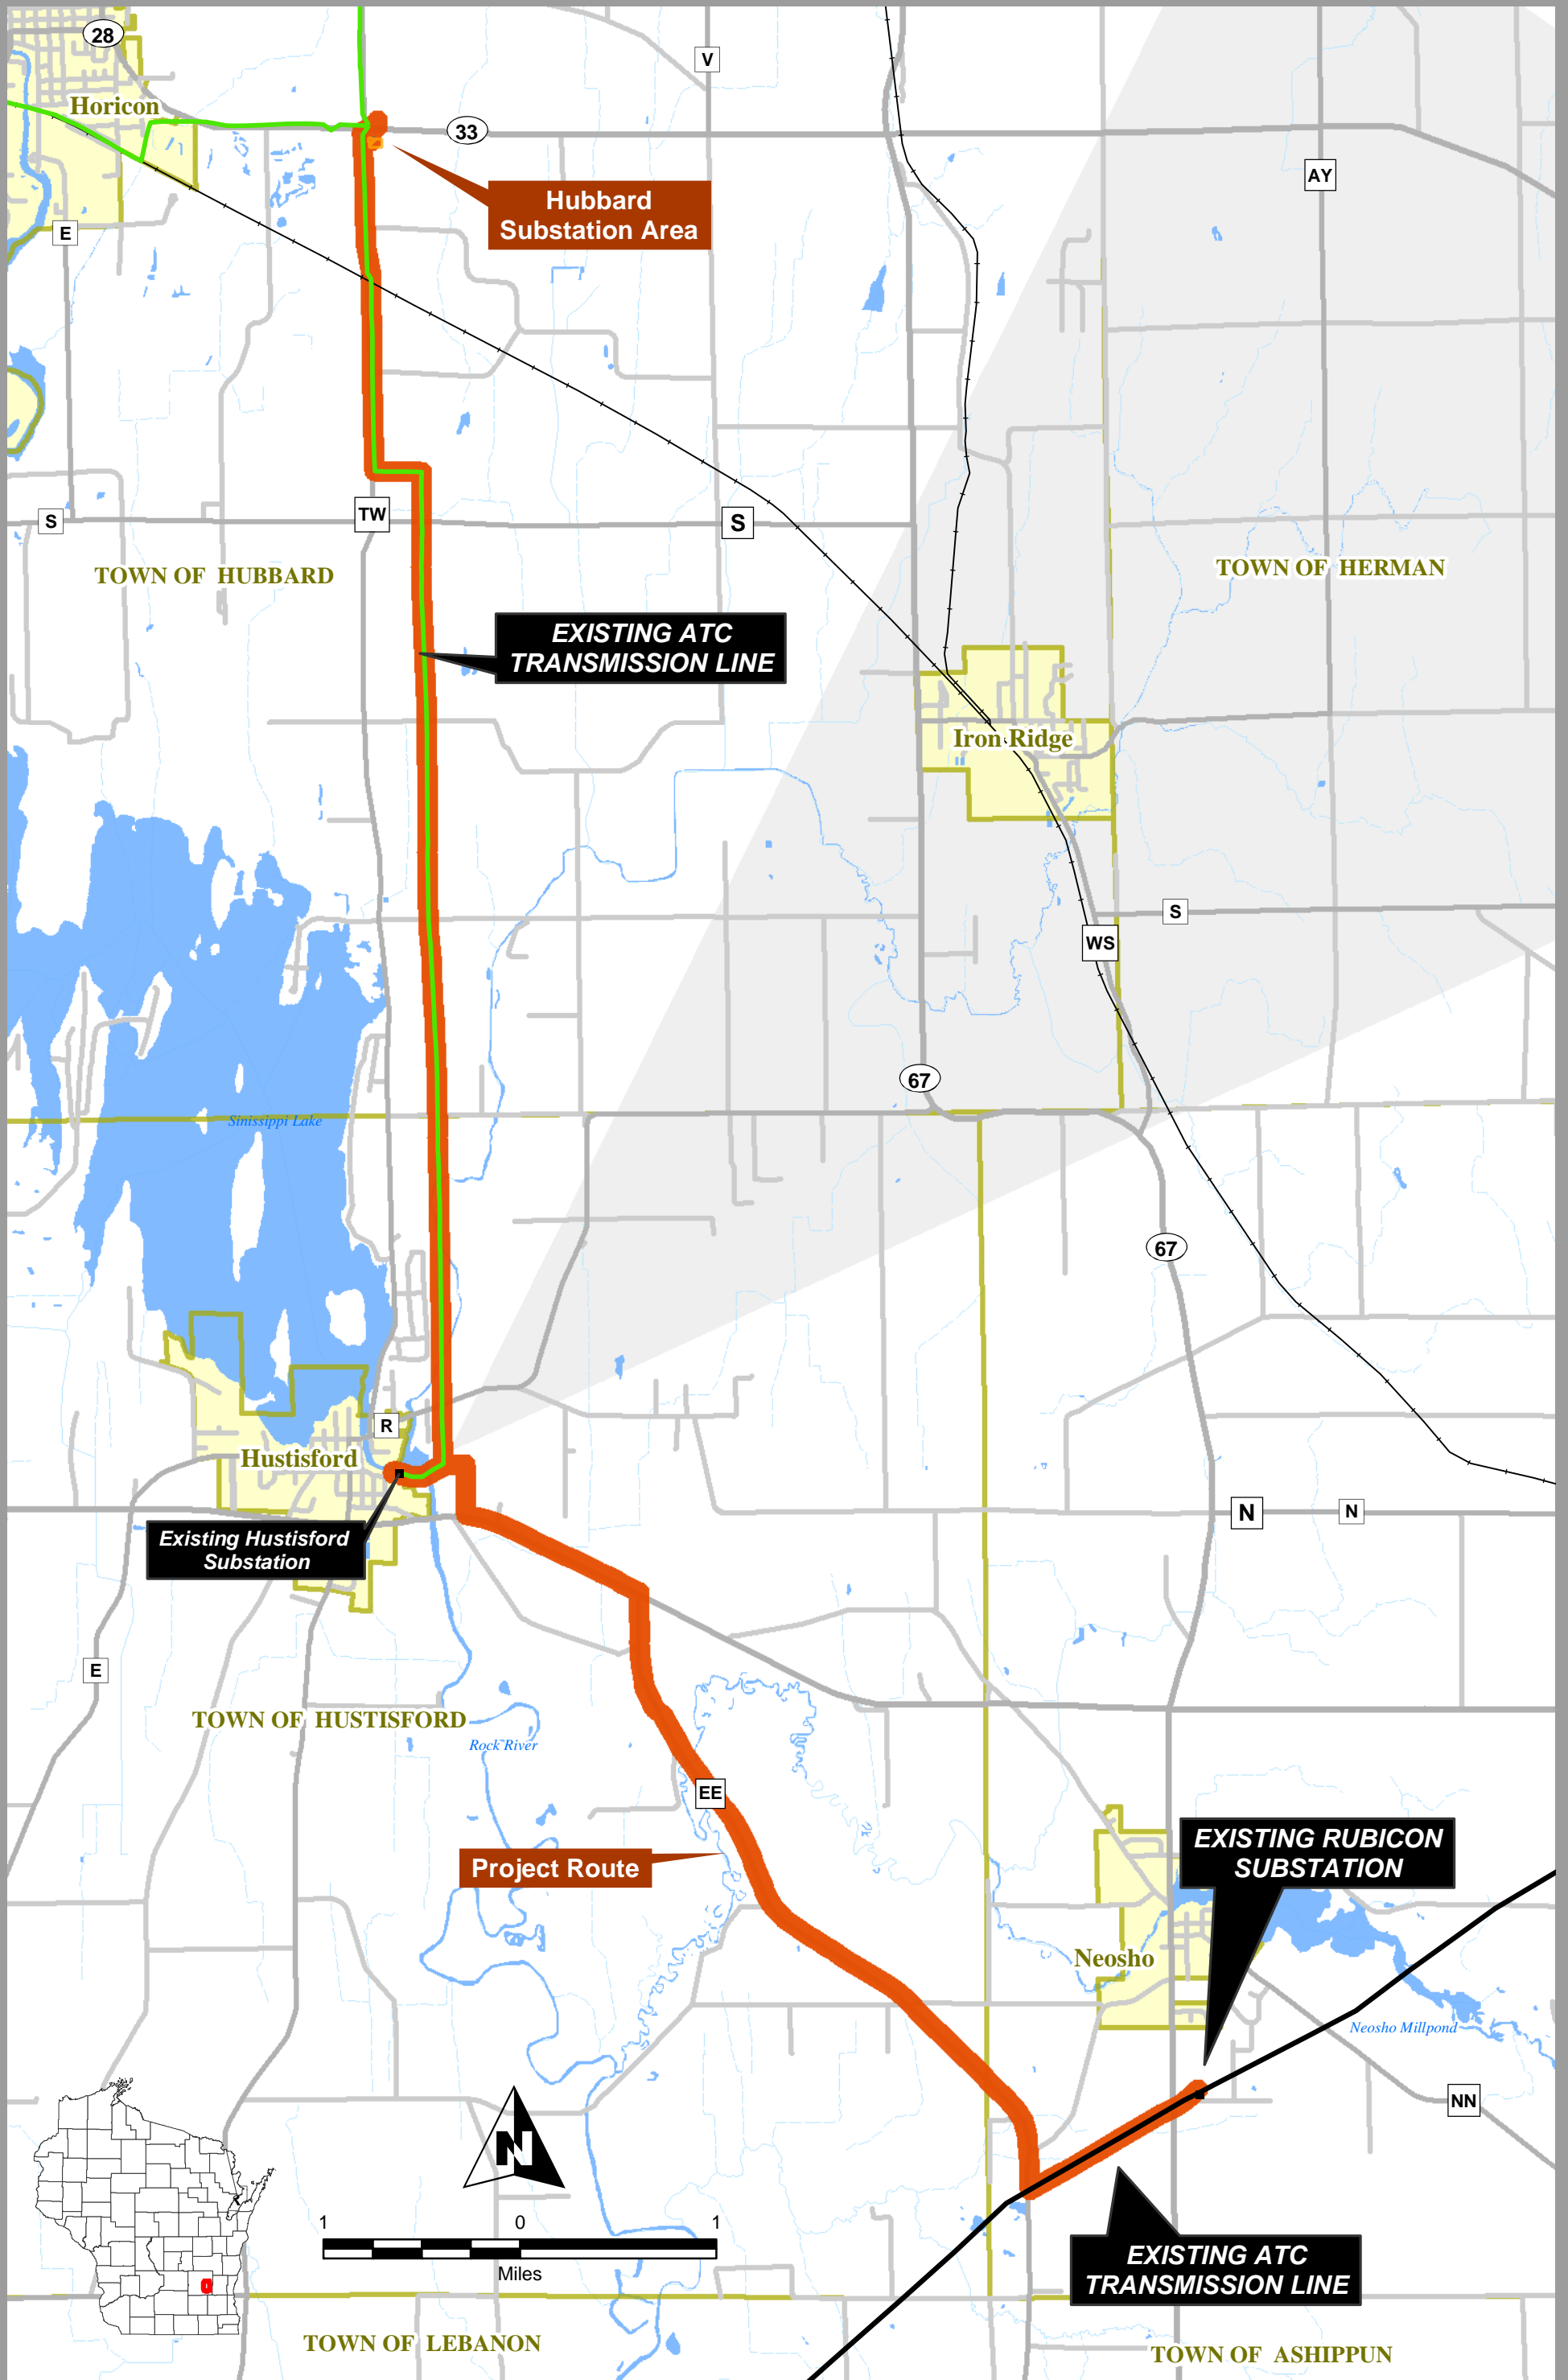 28
V
Horicon
33
AY
Hubbard
Substation Area
E
S
TW
S
TOWN OF HUBBARD
TOWN OF HERMAN
EXISTING ATC
TRANSMISSION LINE
Iron Ridge
S
WS
67
Sinissippi Lake
67
R
Hustisford
N
N
Existing Hustisford
Substation
E
TOWN OF HUSTISFORD
Rock River
EE
EXISTING RUBICON
SUBSTATION
Project Route
Neosho
Neosho Millpond
NN
N
1 0 1
Miles
EXISTING ATC
TRANSMISSION LINE
TOWN OF LEBANON
TOWN OF ASHIPPUN